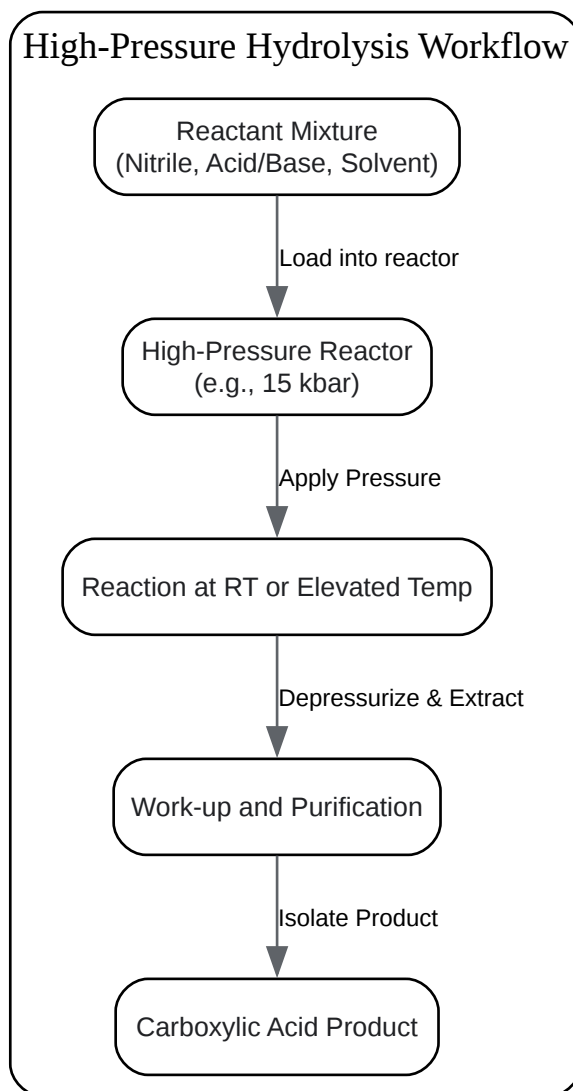 High-Pressure Hydrolysis Workflow
Reactant Mixture
(Nitrile, Acid/Base, Solvent)
Load into reactor
High-Pressure Reactor
(e.g., 15 kbar)
Apply Pressure
Reaction at RT or Elevated Temp
Depressurize & Extract
Work-up and Purification
Isolate Product
Carboxylic Acid Product